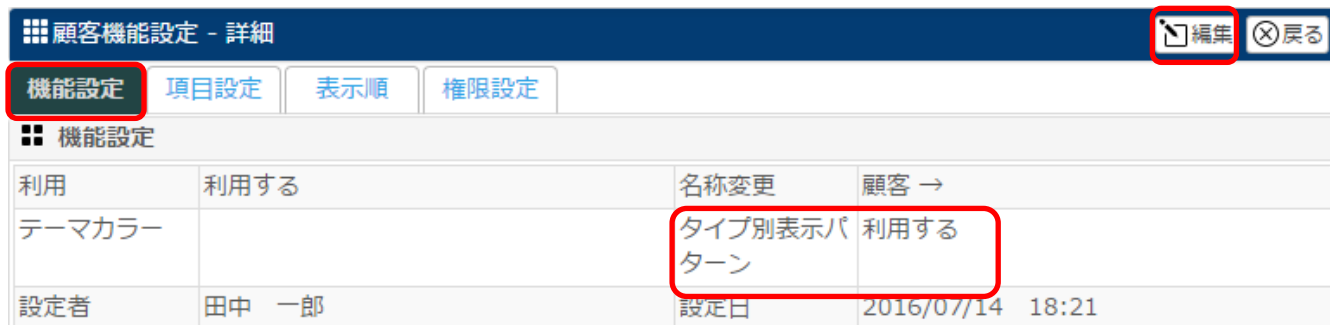 顧客機能設定 - 詳細 編集 戻る
機能設定 項目設定 表示順 権限設定
機能設定
利用 利用する 名称変更 顧客 →
テーマカラー タイプ別表示パ 利用する
ターン
設定者 田中 一郎 設定日 2016/07/14 18:21